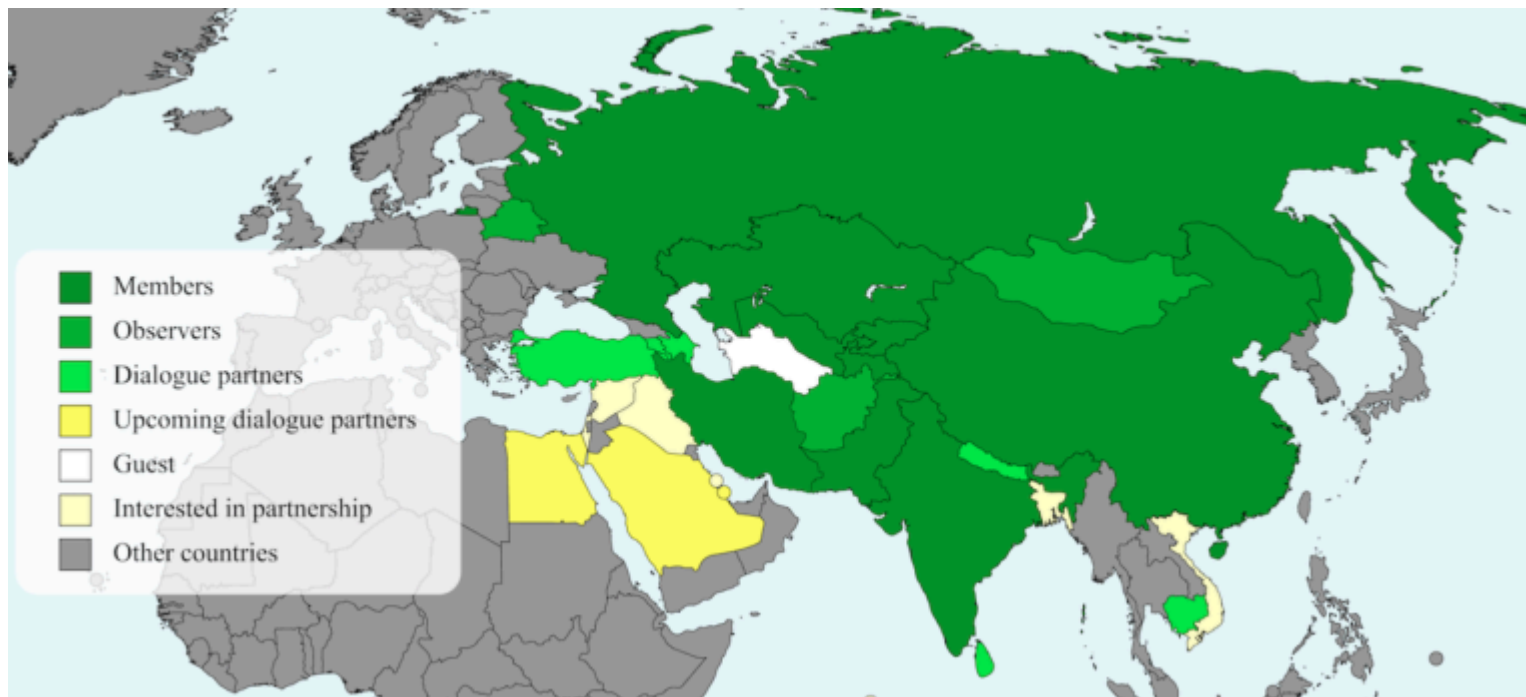 Members
Observers
Dialogue partners
Upcoming dialogue partners
Guest
Interested in partnership
Other countries